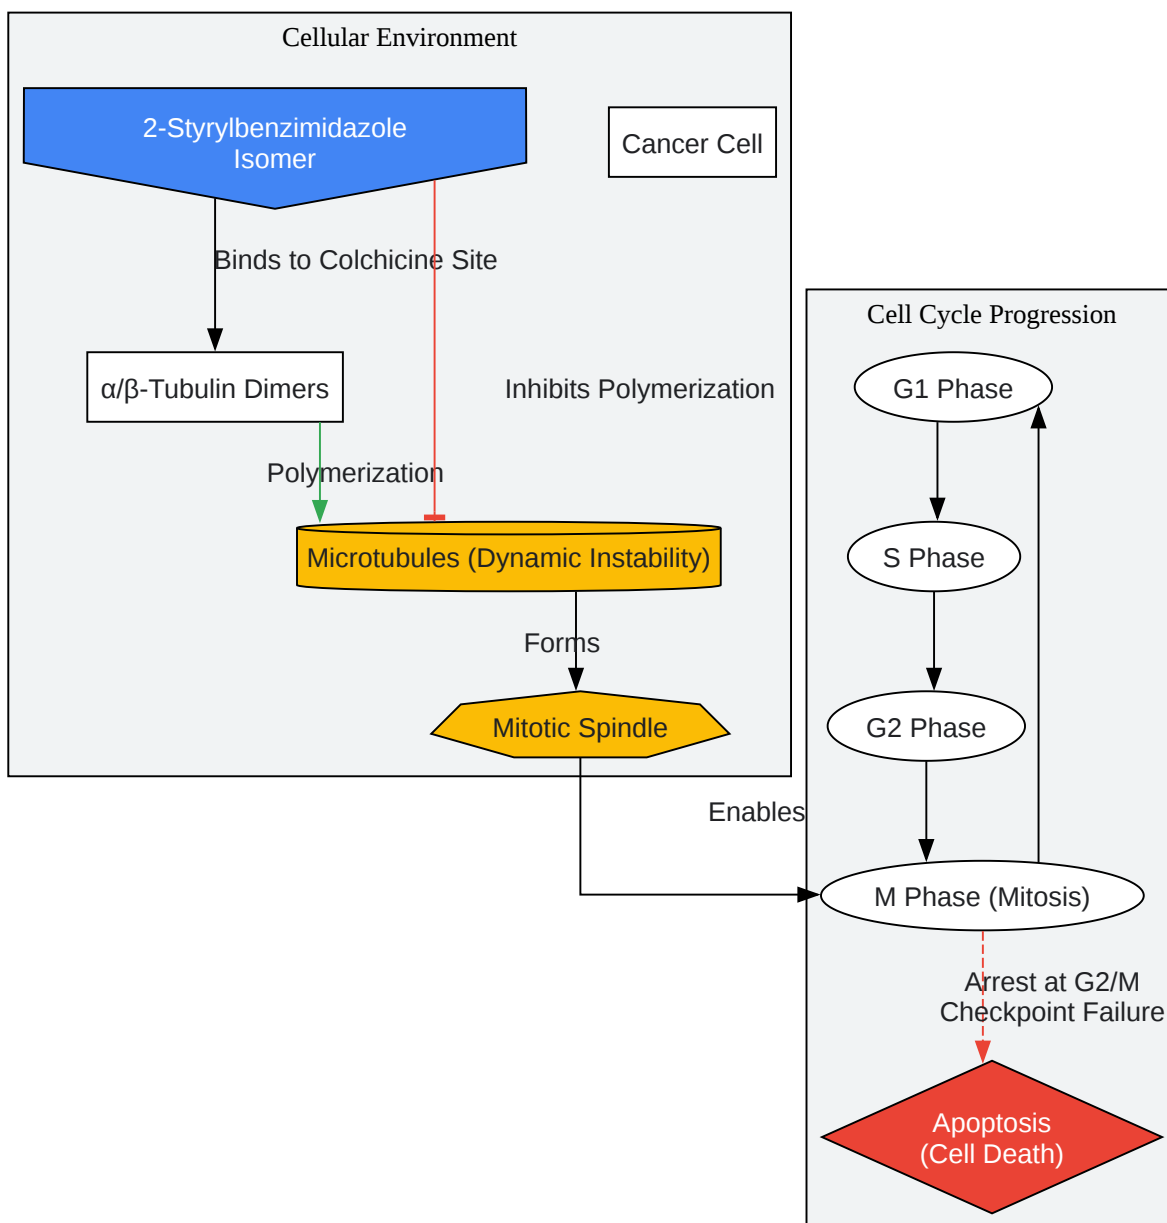 Cellular Environment
2-Styrylbenzimidazole
Isomer
Cancer Cell
Binds to Colchicine Site
α/β-Tubulin Dimers
Inhibits Polymerization
Polymerization
Microtubules (Dynamic Instability)
Forms
Mitotic Spindle
Enables
Cell Cycle Progression
G1 Phase
S Phase
G2 Phase
M Phase (Mitosis)
Arrest at G2/M
Checkpoint Failure
Apoptosis
(Cell Death)